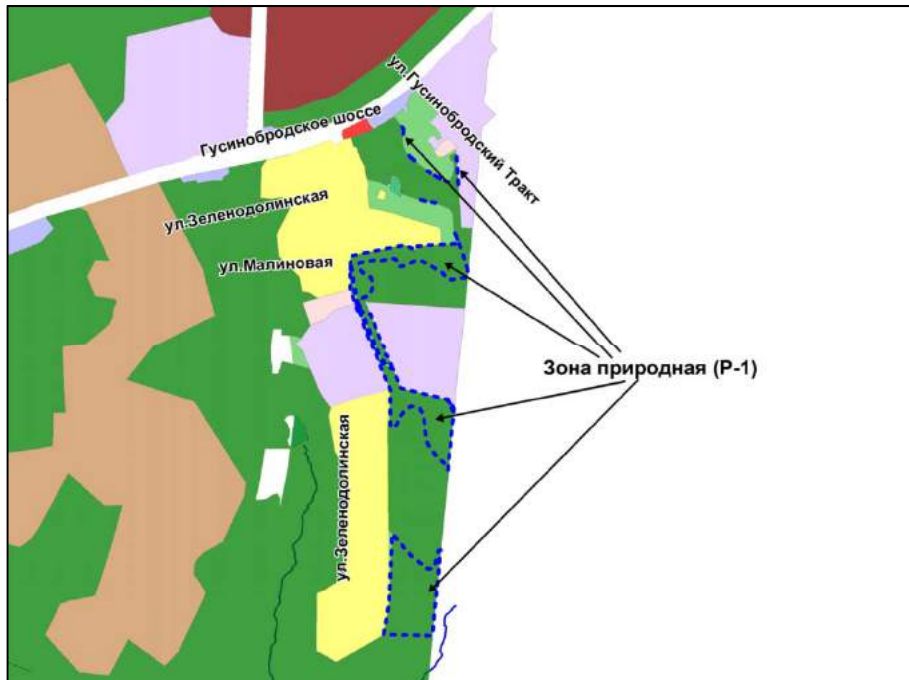 ул.Гусинобродский Тракт
Гусинобродское шоссе
ул.Зеленодолинская
ул.Малиновая
Зона природная (Р-1)
ул.Зеленодолинская